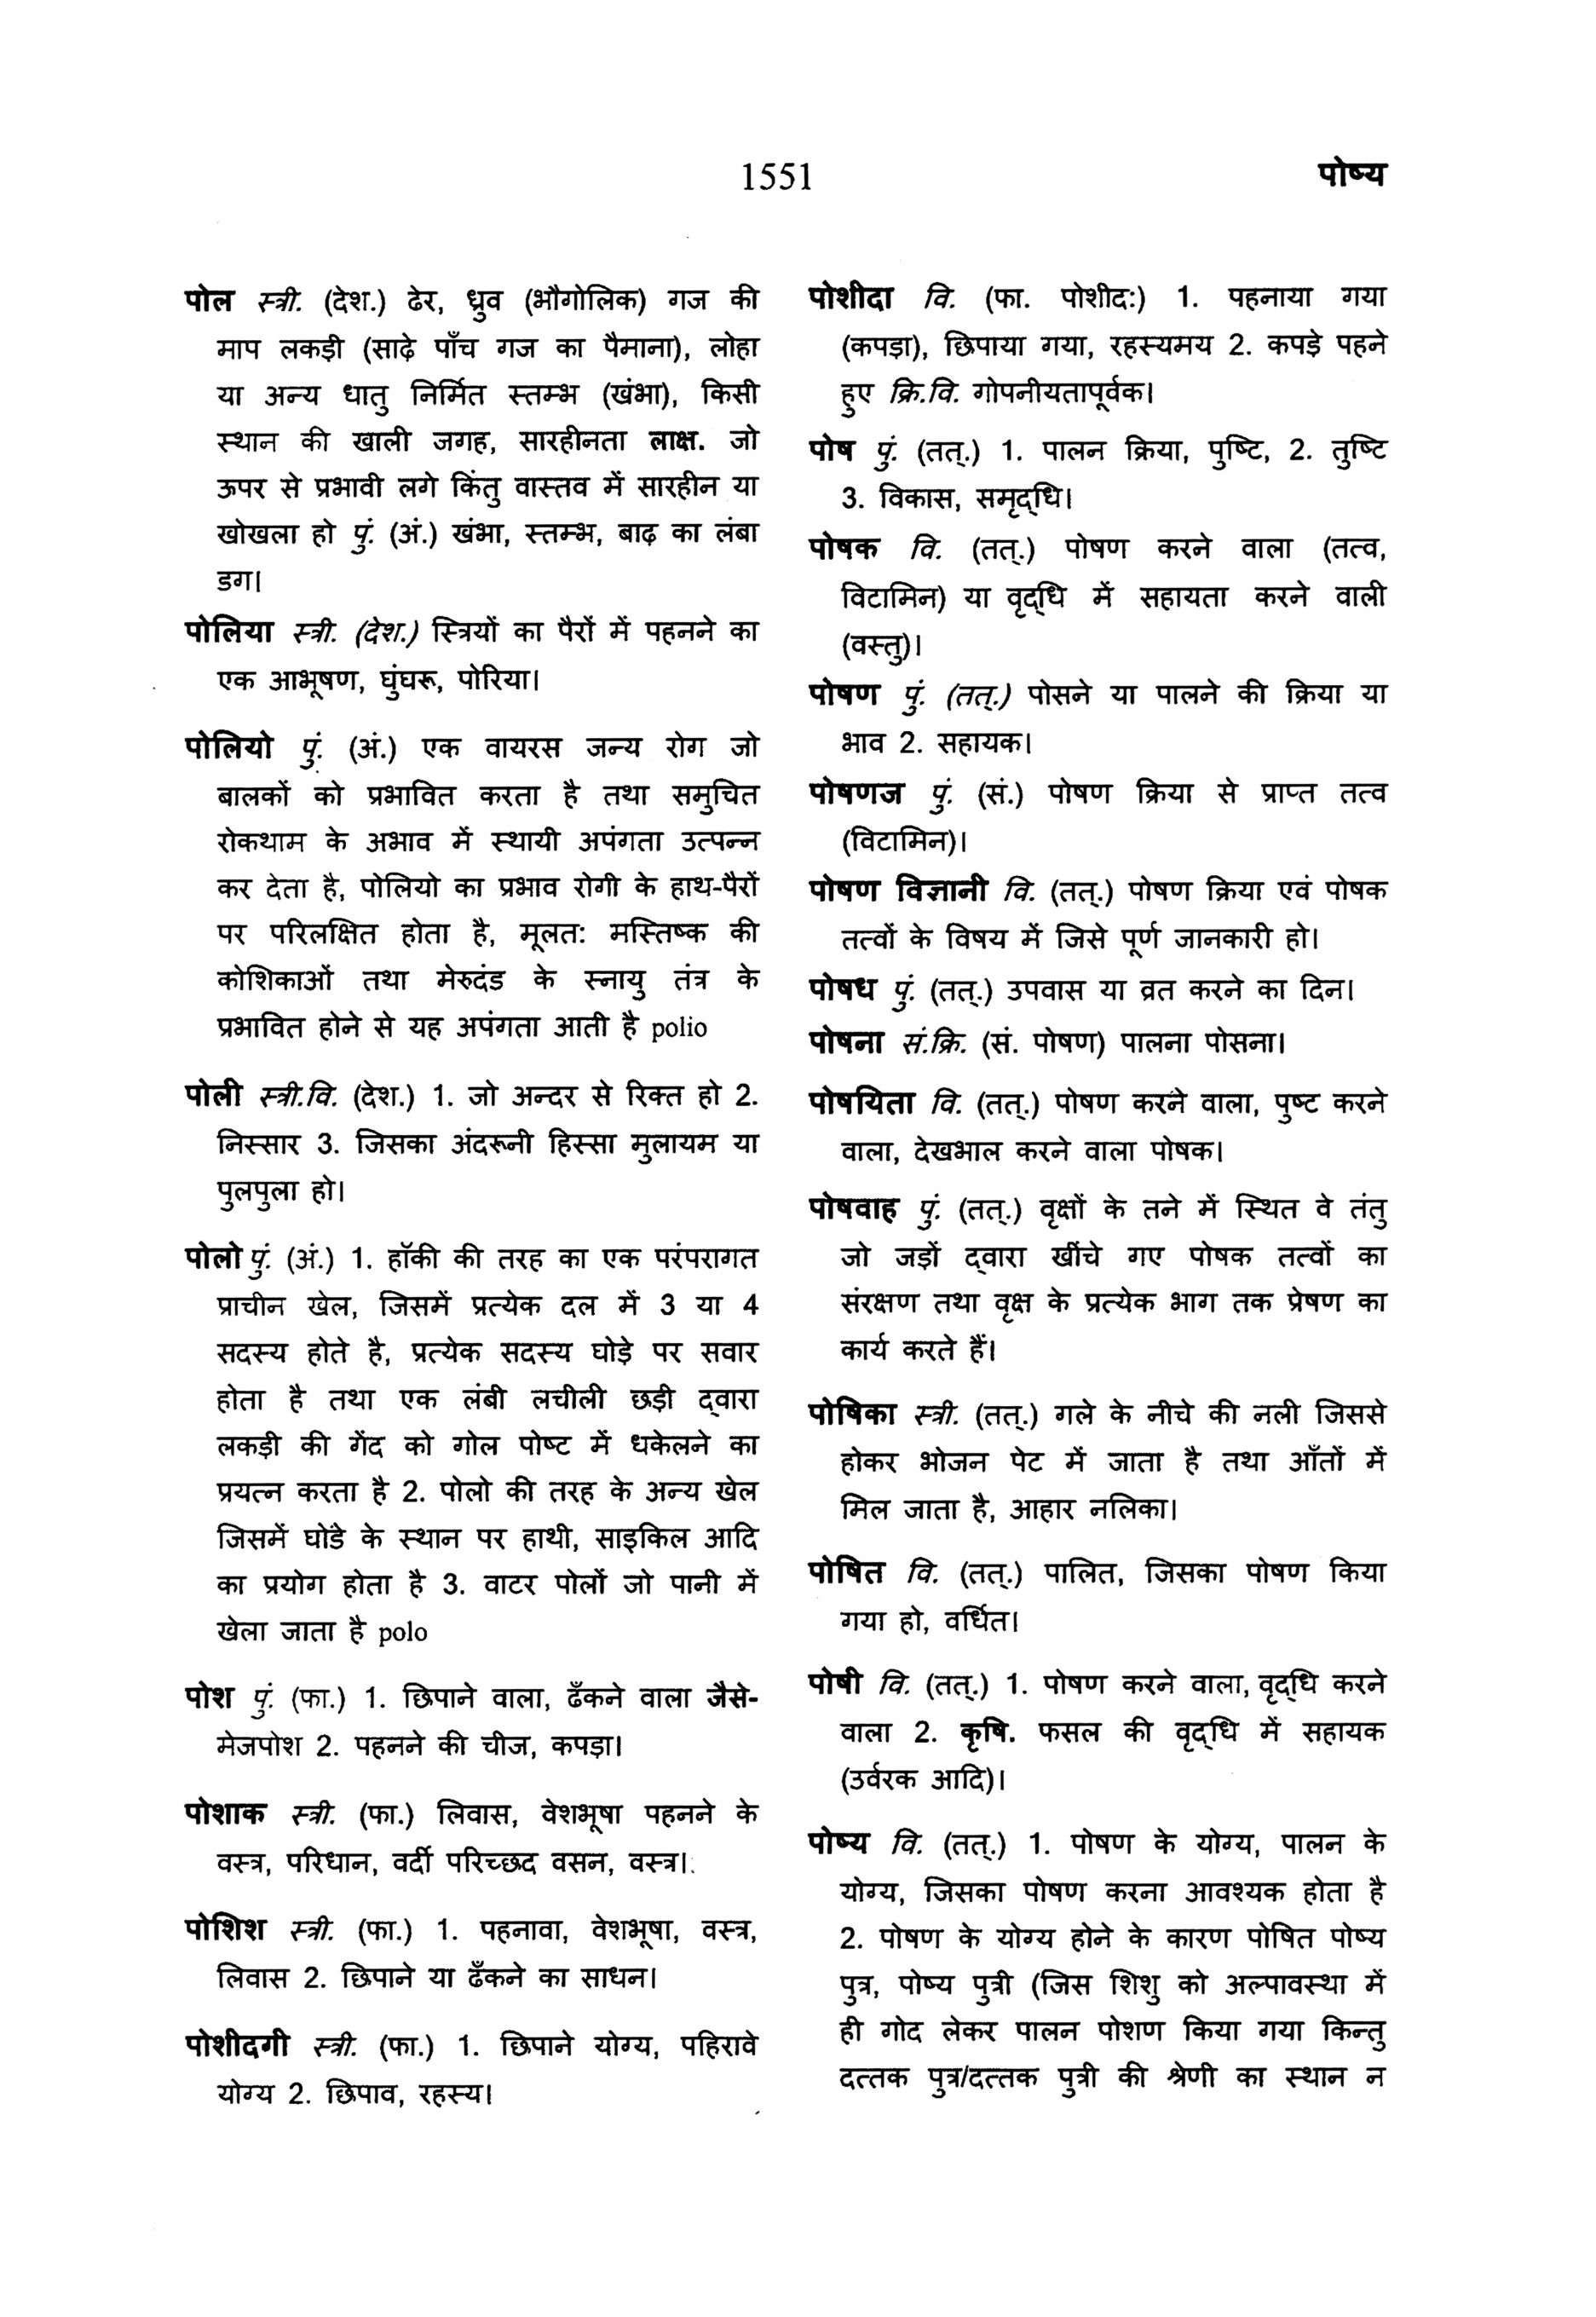 1551
पोष्य
पोल स्त्री. (देश.) ढेर, ध्रुव (भौगोलिक) गज की
माप लकड़ी (साढ़े पाँच गज का पैमाना), लोहा
या अन्य धातु निर्मित स्तम्भ (खंभा), किसी
स्थान की खाली जगह, सारहीनता लाक्ष. जो
ऊपर से प्रभावी लगे किंतु वास्तव में सारहीन या
खोखला हो पुं. (अं.) खंभा, स्तम्भ, बाढ़ का लंबा
डग।
पोलिया स्त्री. (देश.) स्त्रियों का पैरों में पहनने का
एक आभूषण, घुंघरू, पोरिया।
पोलियो पुं. (अं.) एक वायरस जन्य रोग जो
बालकों को प्रभावित करता है तथा समुचित
रोकथाम के अभाव में स्थायी अपंगता उत्पन्न
कर देता है, पोलियो का प्रभाव रोगी के हाथ-पैरों
पर परिलक्षित होता है, मूलत: मस्तिष्क की
कोशिकाओं तथा मेरुदंड के स्नायु तंत्र के
प्रभावित होने से यह अपंगता आती है polio
पोली स्त्री.वि. (देश.) 1. जो अन्दर से रिक्त हो 2.
निस्सार 3. जिसका अंदरूनी हिस्सा मुलायम या
पुलपुला हो।
पोलो पुं. (अं.) 1. हॉकी की तरह का एक परंपरागत
प्राचीन खेल, जिसमें प्रत्येक दल में 3 या 4
सदस्य होते है, प्रत्येक सदस्य घोड़े पर सवार
होता है तथा एक लंबी लचीली छड़ी द्वारा
लकड़ी की गेंद को गोल पोष्ट में धकेलने का
प्रयत्न करता है 2. पोलो की तरह के अन्य खेल
जिसमें घोडे के स्थान पर हाथी, साइकिल आदि
का प्रयोग होता है 3. वाटर पोलों जो पानी में
खेला जाता है polo
पोश पुं. (फा.) 1. छिपाने वाला, ढँकने वाला जैसे-
मेजपोश 2. पहनने की चीज, कपड़ा।
पोशाक स्त्री. (फा.) लिवास, वेशभूषा पहनने के
वस्त्र, परिधान, वर्दी परिच्छद वसन, वस्त्र।
पोशिश स्त्री. (फा.) 1. पहनावा, वेशभूषा, वस्त्र,
लिवास 2. छिपाने या ढँकने का साधन।
पोशीदगी स्त्री. (फा.) 1. छिपाने योग्य, पहिरावे
योग्य 2. छिपाव, रहस्य।
पोशीदा वि. (फा. पोशीद:) 1. पहनाया गया
(कपड़ा), छिपाया गया, रहस्यमय 2. कपड़े पहने
हुए क्रि.वि. गोपनीयतापूर्वक।
पोष पुं. (तत्.) 1. पालन क्रिया, पुष्टि, 2. तुष्टि
3. विकास, समृद्धि।
पोषक वि. (तत्.) पोषण करने वाला (तत्व,
विटामिन) या वृद्धि में सहायता करने वाली
(वस्तु)।
पोषण पुं. (तत्.) पोसने या पालने की क्रिया या
भाव 2. सहायक।
पोषणज पुं. (सं.) पोषण क्रिया से प्राप्त तत्व
(विटामिन)।
पोषण विज्ञानी वि. (तत्.) पोषण क्रिया एवं पोषक
तत्वों के विषय में जिसे पूर्ण जानकारी हो।
पोषध पुं. (तत्.) उपवास या व्रत करने का दिन।
पोषना सं.क्रि. (सं. पोषण) पालना पोसना।
पोषयिता वि. (तत्.) पोषण करने वाला, पुष्ट करने
वाला, देखभाल करने वाला पोषक।
पोषवाह पुं. (तत्.) वृक्षों के तने में स्थित वे तंतु
जो जड़ों द्वारा खींचे गए पोषक तत्वों का
संरक्षण तथा वृक्ष के प्रत्येक भाग तक प्रेषण का
कार्य करते हैं।
पोषिका स्त्री. (तत्.) गले के नीचे की नली जिससे
होकर भोजन पेट में जाता है तथा आँतों में
मिल जाता है, आहार नलिका।
पोषित वि. (तत्.) पालित, जिसका पोषण किया
गया हो, वर्धित।
पोषी वि. (तत्.) 1. पोषण करने वाला, वृद्धि करने
वाला 2. कृषि. फसल की वृद्धि में सहायक
(उर्वरक आदि)।
पोष्य वि. (तत्.) 1. पोषण के योग्य, पालन के
योग्य, जिसका पोषण करना आवश्यक होता है
2. पोषण के योग्य होने के कारण पोषित पोष्य
पुत्र, पोष्य पुत्री (जिस शिशु को अल्पावस्था में
ही गोद लेकर पालन पोशण किया गया किन्तु
दत्तक पुत्र/दत्तक पुत्री की श्रेणी का स्थान न